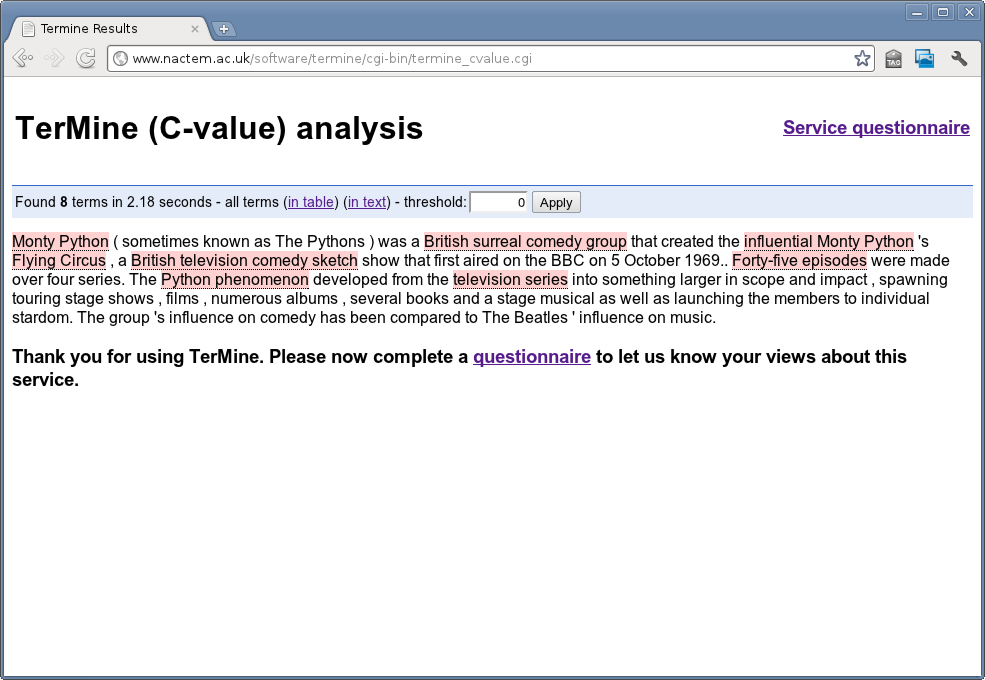 Termine Results
www.nactem.ac.uk/software/termine/cgi-bin/termine_cvalue.cgi
TAG
TerMine (C-value) analysis
Service questionnaire
Found 8 terms in 2.18 seconds - all terms (in table) (in text) - threshold: 0 Apply
Monty Python ( sometimes known as The Pythons ) was a British surreal comedy group that created the influential Monty Python 's
Flying Circus , a British television comedy sketch show that first aired on the BBC on 5 October 1969.. Forty-five episodes were made
over four series. The Python phenomenon developed from the television series into something larger in scope and impact , spawning
touring stage shows , films , numerous albums , several books and a stage musical as well as launching the members to individual
stardom. The group 's influence on comedy has been compared to The Beatles ' influence on music.
Thank you for using TerMine. Please now complete a questionnaire to let us know your views about this
service.